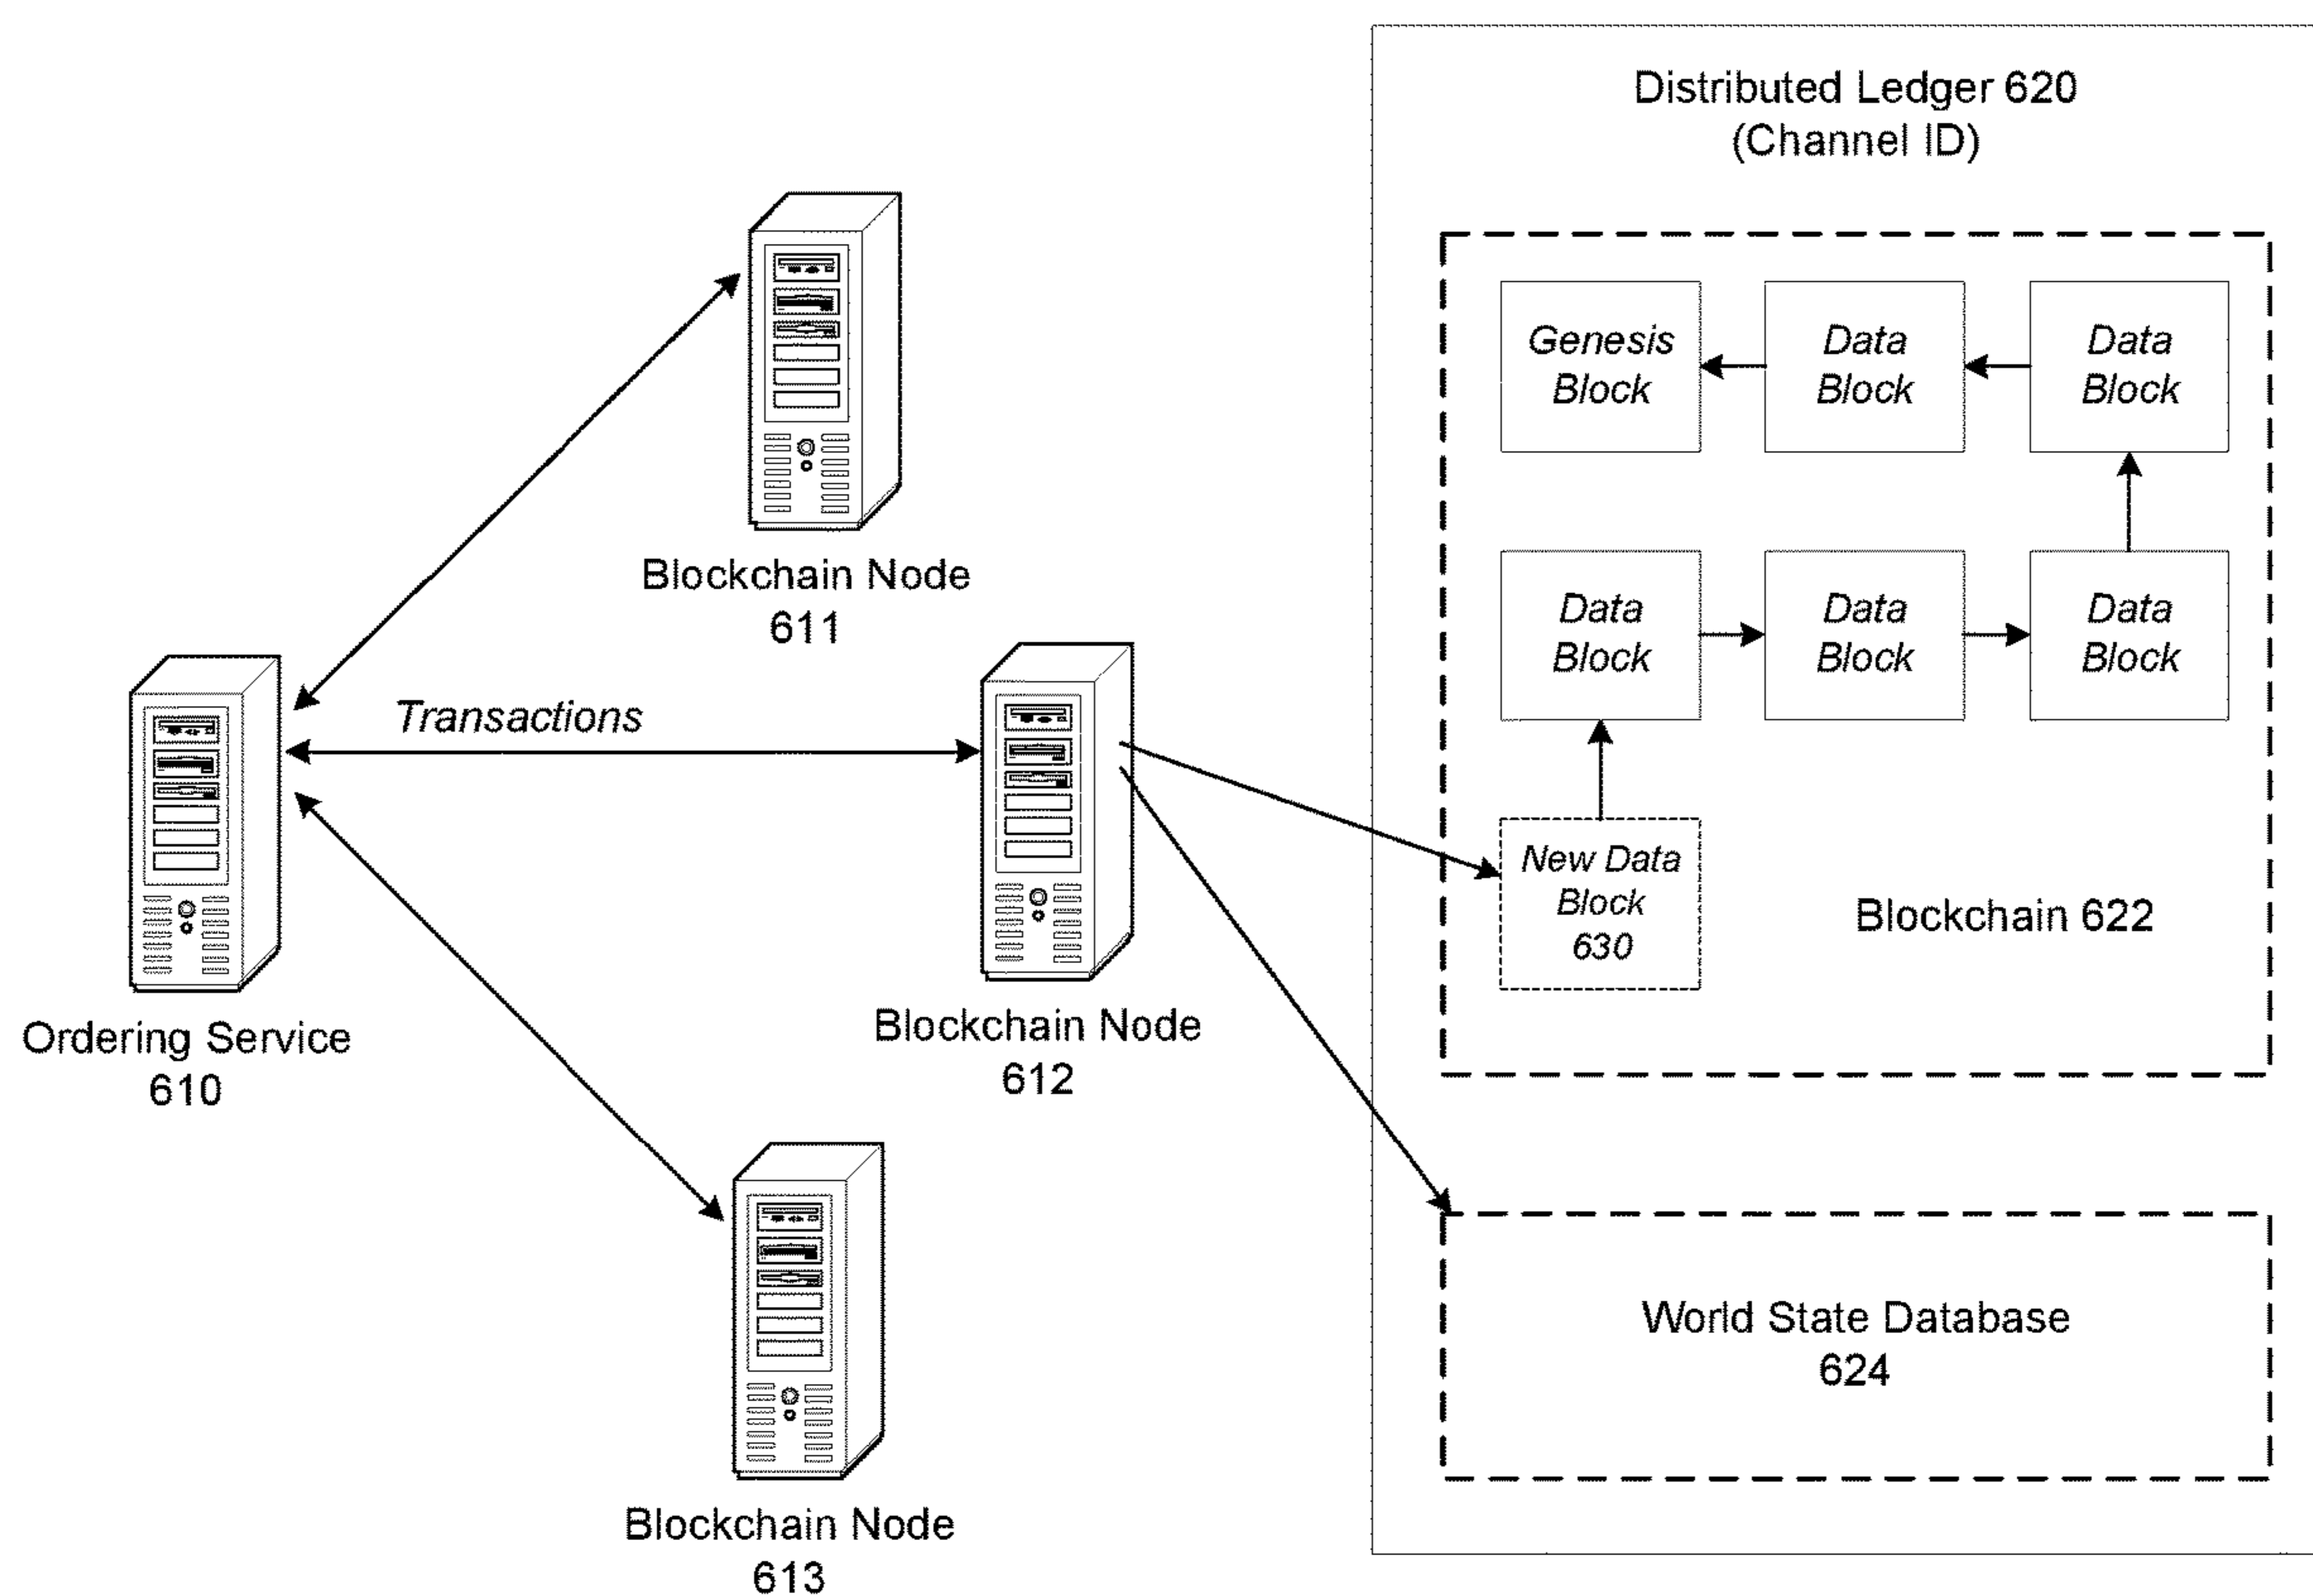 Distributed Ledger 620
(Channel ID)
Genesis
Block
Data
Block
Data
Block
Blockchain Node
611
Data
Block
Data
Block
Data
Block
Transactions
New Data
Block
630
Blockchain 622
Ordering Service
610
Blockchain Node
612
World State Database
624
Blockchain Node
613